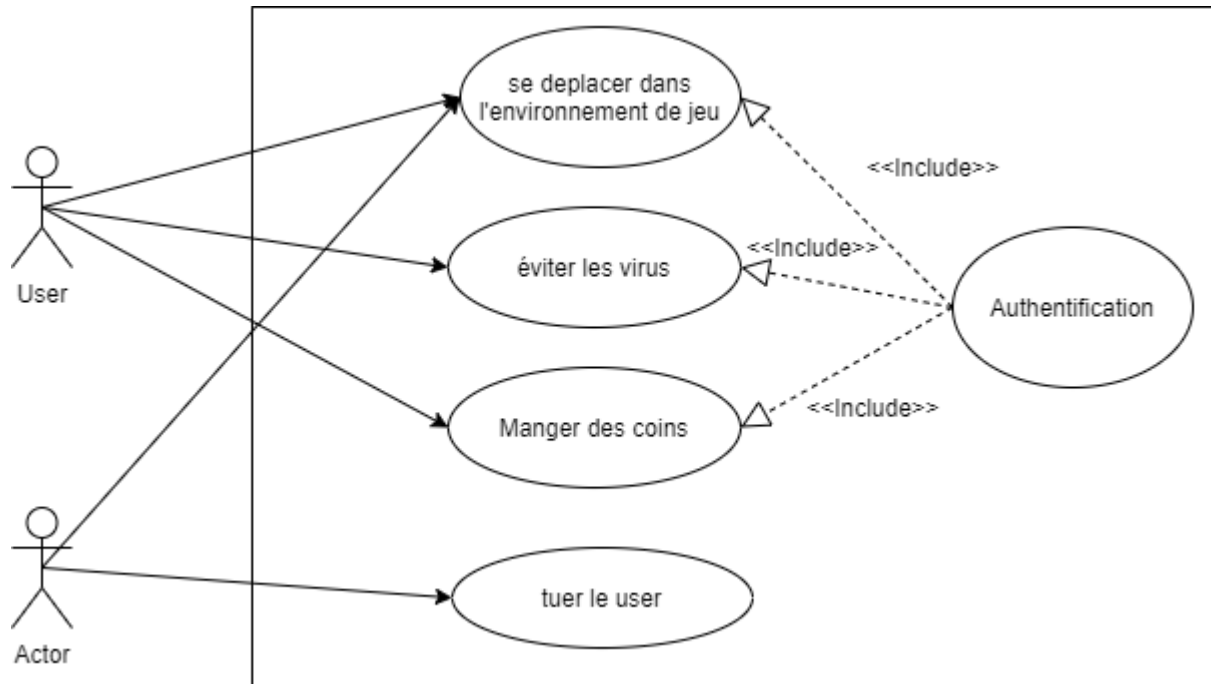 se deplacer dans
l'environnement de jeu
<<Include>>
User
éviter les virus
<<Include>>
Authentification
Manger des coins
<<Include>>
Actor
tuer le user